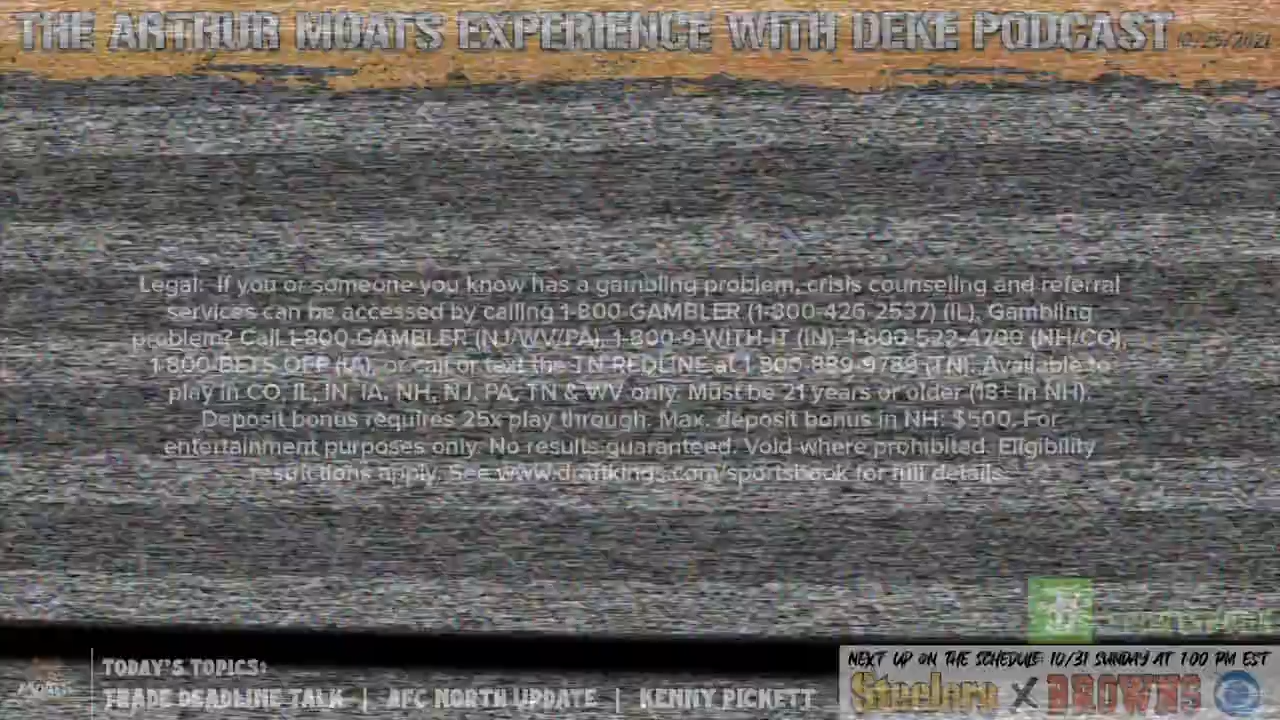 THE ARTHUR MOATS EXPERIENCE WITH DEKE PODCAST 10/25/2021
Legal: If you or someone you know has a gambling problem, crisis counseling and referral
services can be accessed by calling 1-800 GAMBLER (1-800-426-2537) (IL), Gambling
problem? Call 1-800 GAMBLER (NJ/WV/PA), 1-800-9 WITH-IT (IN), 1-800-522-4700 (NH/CO),
1-800-BETS OFF (IA), or call or text the TN REDLINE at 1 800-889-9789 (TN). Available to
play in CO, IL, IN, IA, NH, NJ, PA, TN & WV only. Must be 21 years or older (18+ in NH).
Deposit bonus requires 25x play through. Max. deposit bonus in NH: $500. For
entertainment purposes only. No results guaranteed. Void where prohibited. Eligibility
restrictions apply. See www.draftkings.com/sportsbook for full details.
TODAY'S TOPICS:
TRADE DEADLINE TALK | AFC NORTH UPDATE | KENNY PICKETT
NEXT UP ON THE SCHEDULE: 10/31 SUNDAY AT 1:00 PM EST
Steelers X BROWNS